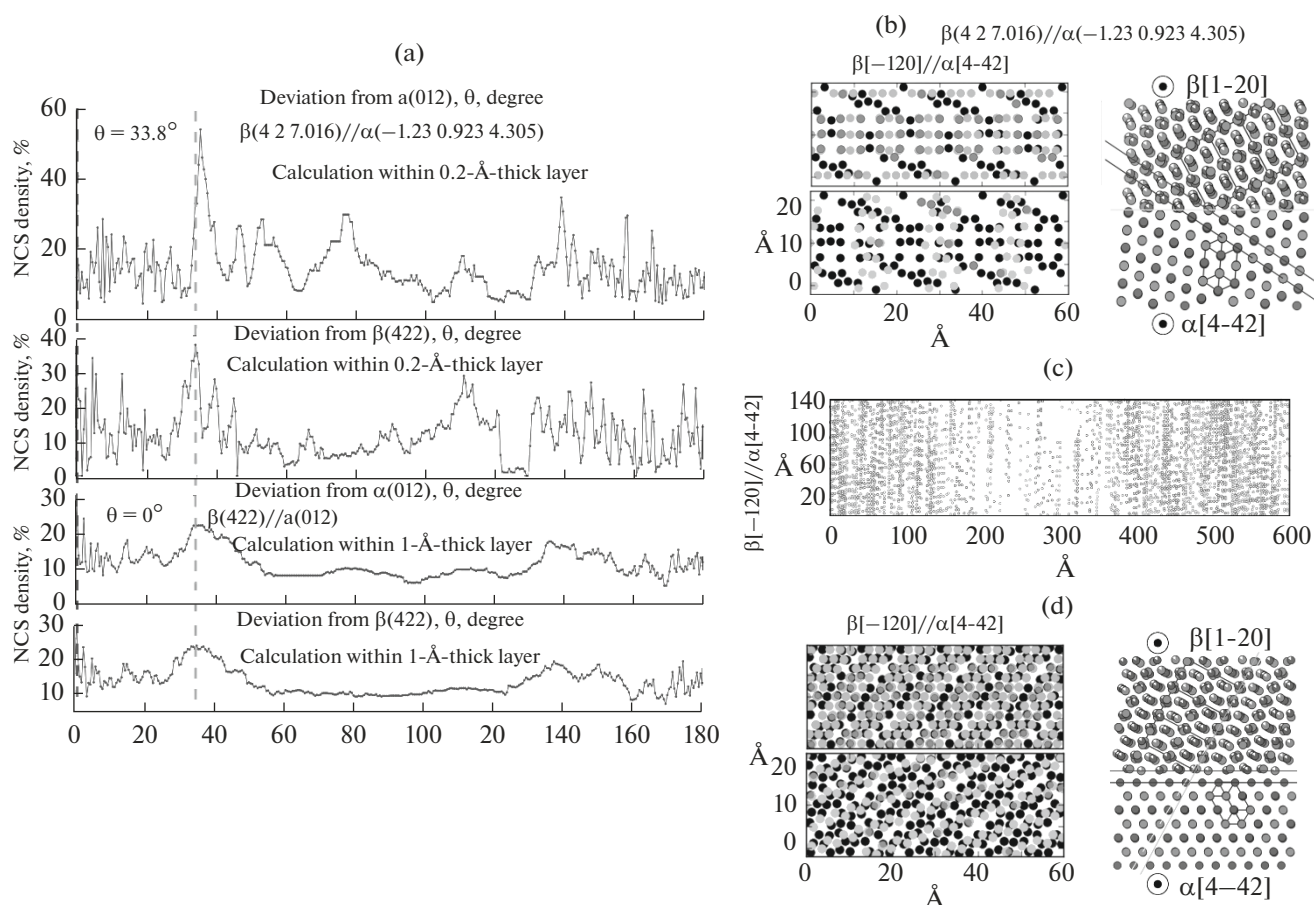 (a)
60
40
20
0
NCS density, %
Deviation from a(012), θ, degree
θ = 33.8°
β(4 2 7.016)//α(−1.23 0.923 4.305)
Calculation within 0.2-Å-thick layer
40
30
20
10
0
NCS density, %
Deviation from β(422), θ, degree
Calculation within 0.2-Å-thick layer
30
20
10
0
NCS density, %
Deviation from α(012), θ, degree
θ = 0°
β(422)//a(012)
Calculation within 1-Å-thick layer
30
20
10
Deviation from β(422), θ, degree
Calculation within 1-Å-thick layer
0 20 40 60 80 100 20 140 160 180
(b)
β(4 2 7.016)//α(−1.23 0.923 4.305)
β[−120]//α[4-42]
20
Å 10
0
0 20 40 60
Å
β[1-20]
α[4-42]
(c)
β[−120]//α[4-42]
140
100
Å
60
20
0 100 200 300 400 500 600
Å
(d)
β[−120]//α[4-42]
Å 20
10
0
0 20 40 60
Å
β[1-20]
α[4−42]